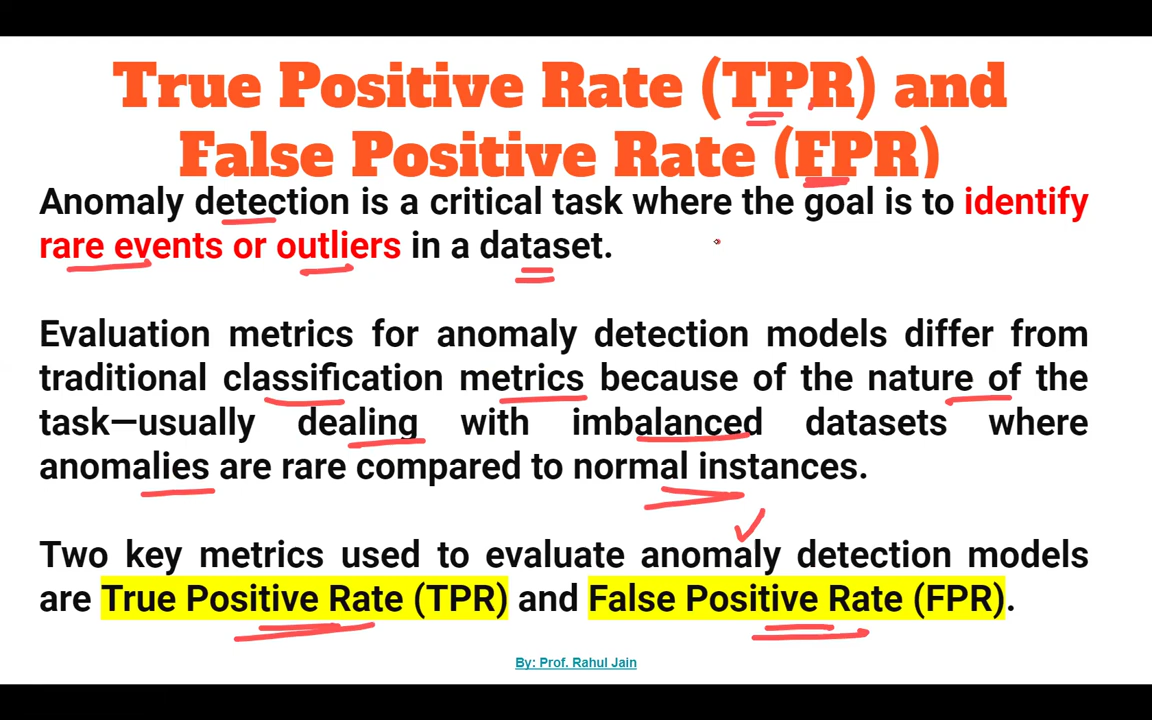 True Positive Rate (TPR) and
False Positive Rate (FPR)
Anomaly detection is a critical task where the goal is to identify
rare events or outliers in a dataset.
Evaluation metrics for anomaly detection models differ from
traditional classification metrics because of the nature of the
task—usually dealing with imbalanced datasets where
anomalies are rare compared to normal instances.
Two key metrics used to evaluate anomaly detection models
are True Positive Rate (TPR) and False Positive Rate (FPR).
By: Prof. Rahul Jain